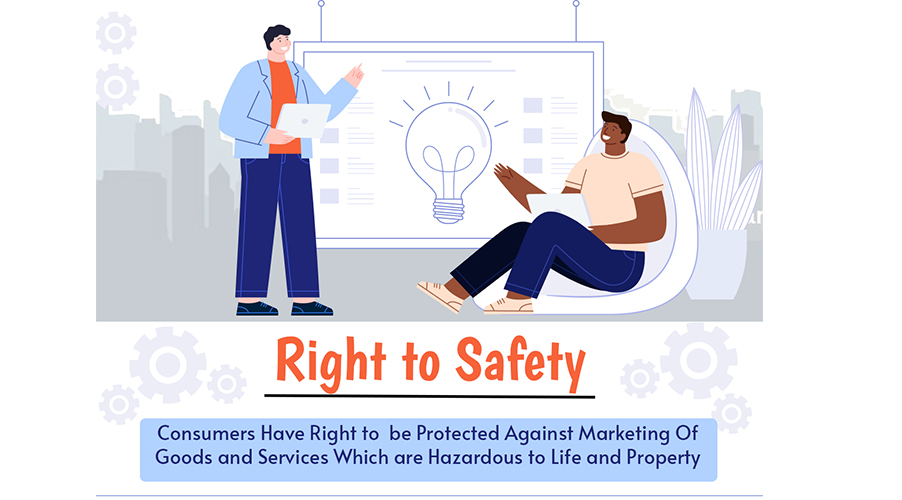 Right to Safety
Consumers Have Right to be Protected Against Marketing Of
Goods and Services Which are Hazardous to Life and Property